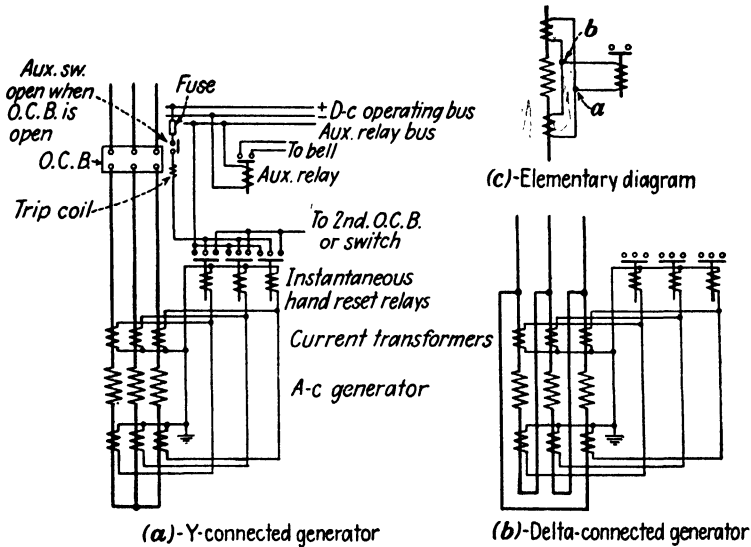 Aux. sw.
open when
O.C.B. is
open
Fuse
± D-c operating bus
Aux. relay bus
O.C.B.
To bell
Aux. relay
Trip coil
To 2nd. O.C.B.
or switch
Instantaneous
hand reset relays
Current transformers
A-c generator
(a)-Y-connected generator
b
a
(c)-Elementary diagram
(b)-Delta-connected generator